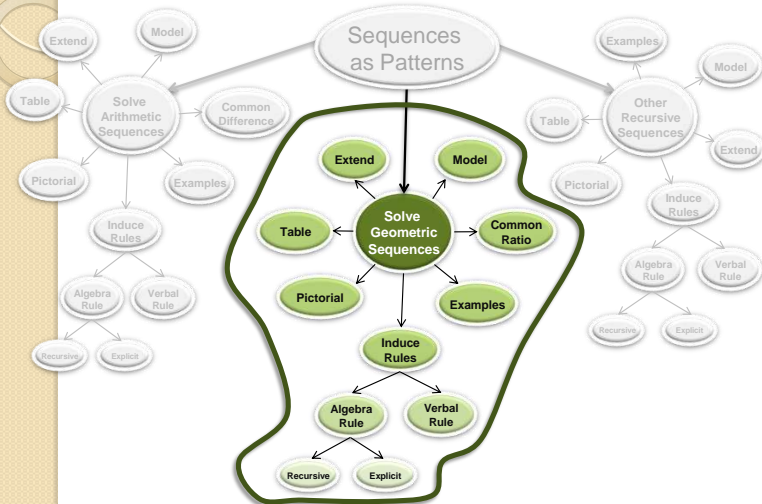 Sequences
as Patterns
Extend
Model
Table
Solve
Arithmetic
Sequences
Common
Difference
Pictorial
Examples
Induce
Rules
Algebra
Rule
Verbal
Rule
Recursive
Explicit
Extend
Model
Table
Solve
Geometric
Sequences
Common
Ratio
Pictorial
Examples
Induce
Rules
Algebra
Rule
Verbal
Rule
Recursive
Explicit
Examples
Model
Table
Other
Recursive
Sequences
Extend
Pictorial
Induce
Rules
Algebra
Rule
Verbal
Rule
Recursive
Explicit